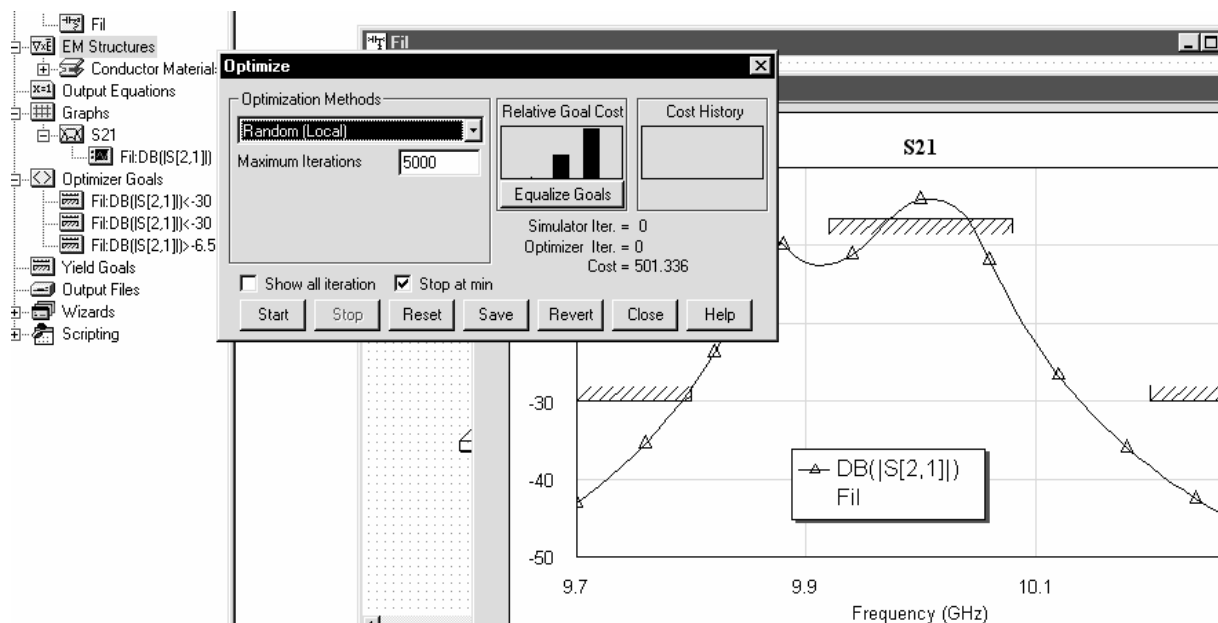 Fil
EM Structures
Conductor Material
Output Equations
Graphs
S21
Fil:DB(|S[2,1]|)
Optimizer Goals
Fil:DB(|S[2,1]|)<-30
Fil:DB(|S[2,1]|)<-30
Fil:DB(|S[2,1]|)>-6.5
Yield Goals
Output Files
Wizards
Scripting
Fil
Optimize
Optimization Methods
Random (Local)
Maximum Iterations 5000
Relative Goal Cost
Equalize Goals
Cost History
Simulator Iter. = 0
Optimizer Iter. = 0
Cost = 501.336
Show all iteration Stop at min
Start Stop Reset Save Revert Close Help
S21
-30
-40
-50
DB(|S[2,1]|)
Fil
9.7 9.9 10.1
Frequency (GHz)